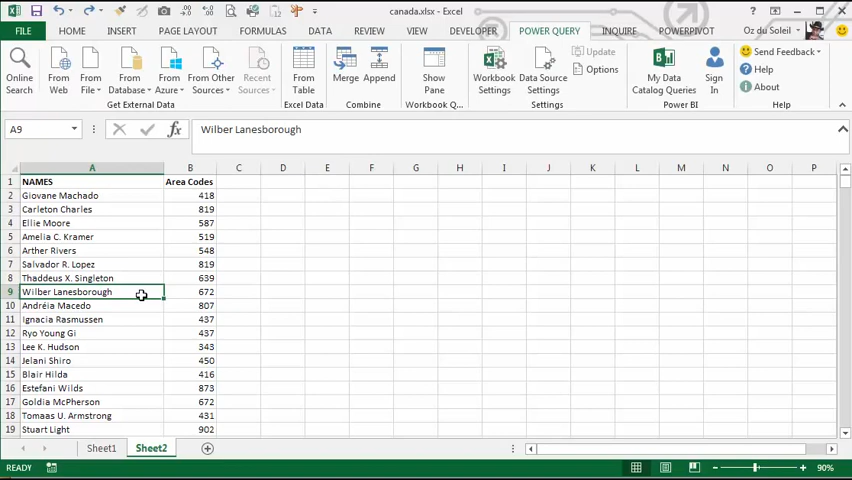 canada.xlsx - Excel
FILE HOME INSERT PAGE LAYOUT FORMULAS DATA REVIEW VIEW DEVELOPER POWER QUERY INQUIRE POWERPIVOT Oz du Soleil
Online Search
From Web
From File
From Database
From Azure
From Other Sources
Recent Sources
From Table
Merge
Append
Show Pane
Workbook Settings
Data Source Settings
Update
Options
My Data Catalog Queries
Sign In
Send Feedback
Help
About
Get External Data Excel Data Combine Workbook Q... Settings Power BI Help
A9 fx Wilber Lanesborough
A B C D E F G H I J K L M N O P
1 NAMES Area Codes
2 Giovane Machado 418
3 Carleton Charles 819
4 Ellie Moore 587
5 Amelia C. Kramer 519
6 Arther Rivers 548
7 Salvador R. Lopez 819
8 Thaddeus X. Singleton 639
9 Wilber Lanesborough 672
10 Andréia Macedo 807
11 Ignacia Rasmussen 437
12 Ryo Young Gi 437
13 Lee K. Hudson 343
14 Jelani Shiro 450
15 Blair Hilda 416
16 Estefani Wilds 873
17 Goldia McPherson 672
18 Tomaas U. Armstrong 431
19 Stuart Light 902
Sheet1 Sheet2
READY 90%